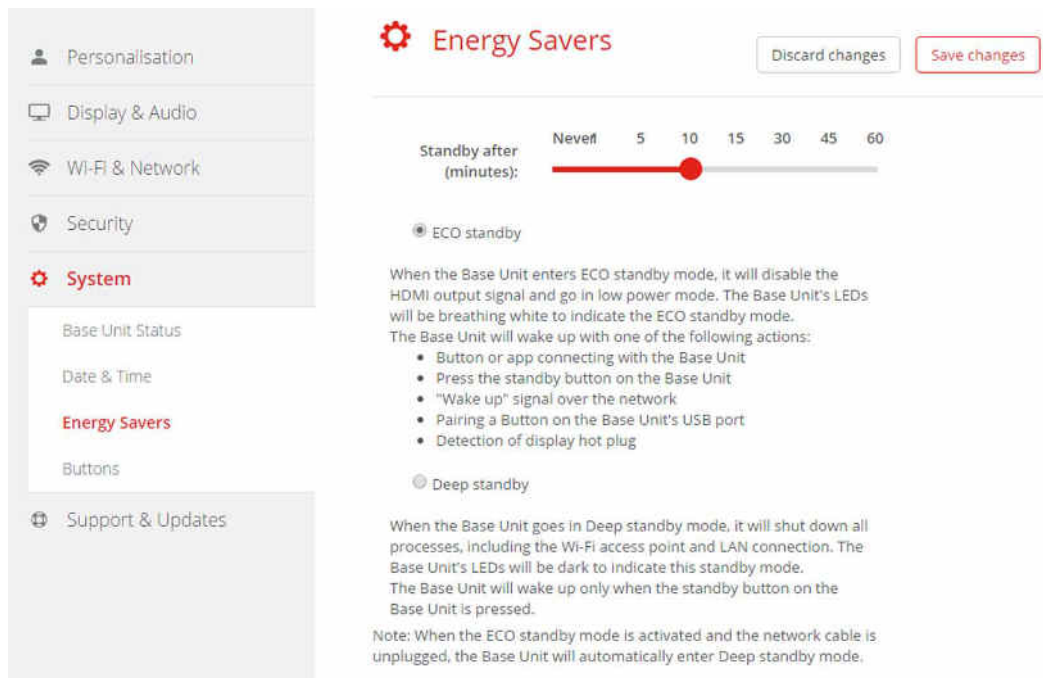 Personalisation
Display & Audio
Wi-Fi & Network
Security
System
Base Unit Status
Date & Time
Energy Savers
Buttons
Support & Updates
Energy Savers
Discard changes
Save changes
Standby after
(minutes):
Never 1 5 10 15 30 45 60
ECO standby
When the Base Unit enters ECO standby mode, it will disable the
HDMI output signal and go in low power mode. The Base Unit's LEDs
will be breathing white to indicate the ECO standby mode.
The Base Unit will wake up with one of the following actions:
• Button or app connecting with the Base Unit
• Press the standby button on the Base Unit
• "Wake up" signal over the network
• Pairing a Button on the Base Unit's USB port
• Detection of display hot plug
Deep standby
When the Base Unit goes in Deep standby mode, it will shut down all
processes, including the Wi-Fi access point and LAN connection. The
Base Unit's LEDs will be dark to indicate this standby mode.
The Base Unit will wake up only when the standby button on the
Base Unit is pressed.
Note: When the ECO standby mode is activated and the network cable is
unplugged, the Base Unit will automatically enter Deep standby mode.